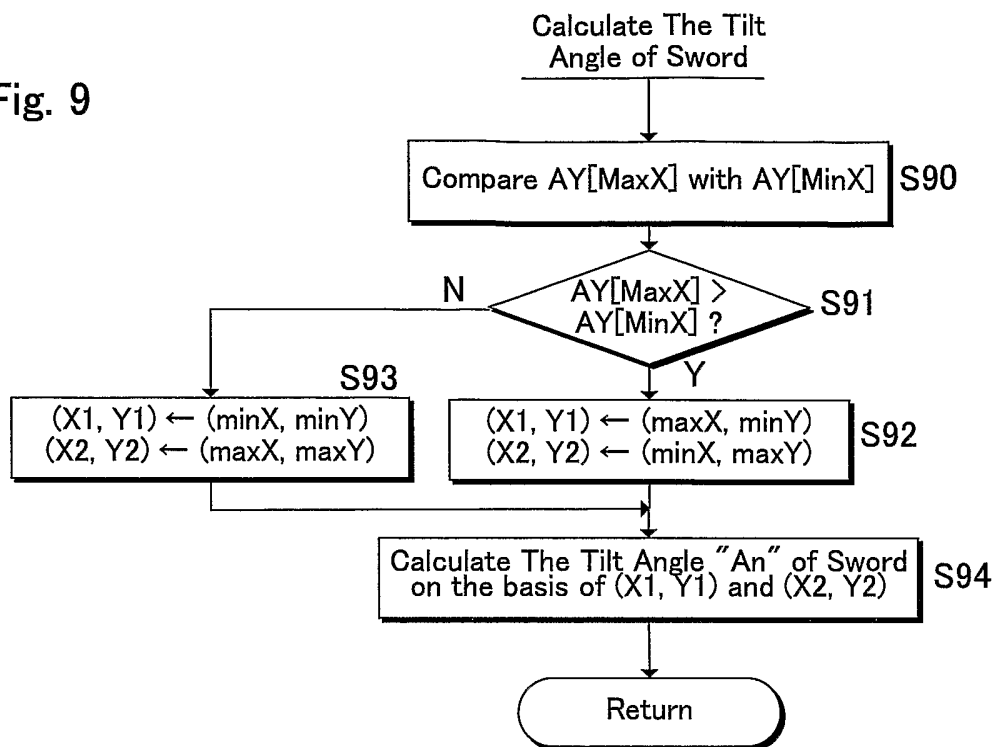 Fig. 9
Calculate The Tilt
Angle of Sword
Compare AY[MaxX] with AY[MinX]
S90
AY[MaxX] >
AY[MinX] ?
S91
N
Y
S93
(X1, Y1) ← (minX, minY)
(X2, Y2) ← (maxX, maxY)
(X1, Y1) ← (maxX, minY)
(X2, Y2) ← (minX, maxY)
S92
Calculate The Tilt Angle "An" of Sword
on the basis of (X1, Y1) and (X2, Y2)
S94
Return